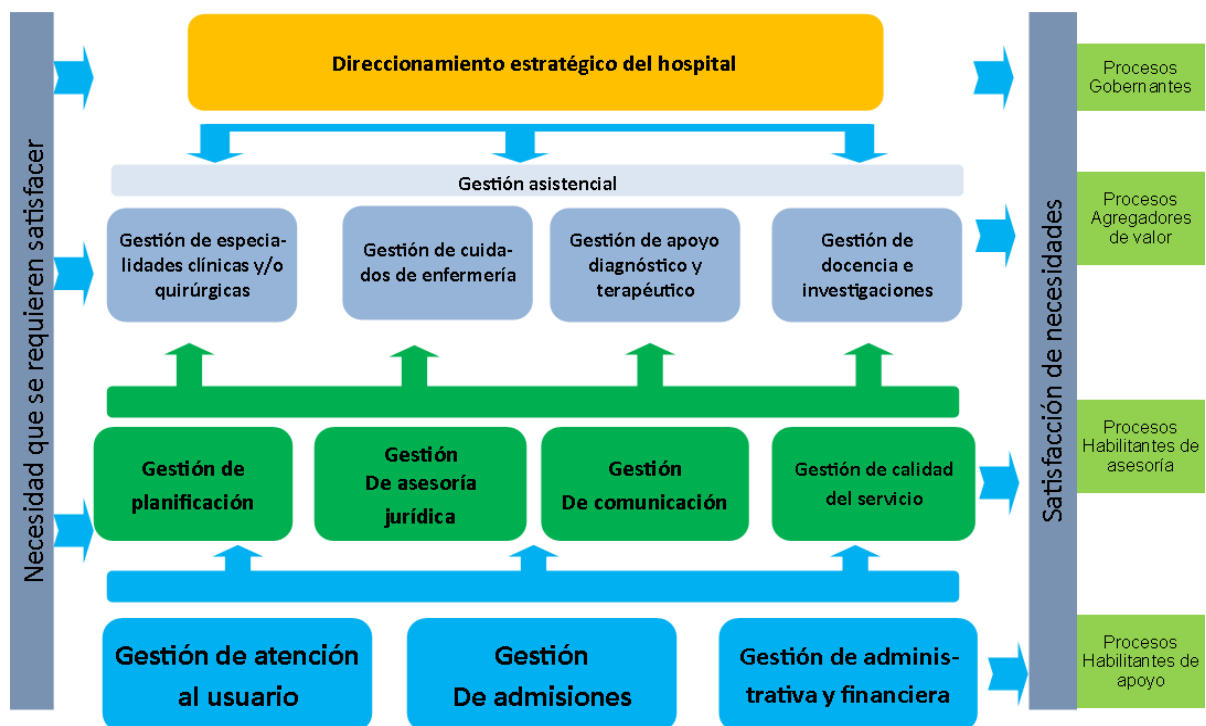 Necesidad que se requieren satisfacer
Direccionamiento estratégico del hospital
Procesos
Gobernantes
Gestión asistencial
Gestión de especia-
lidades clínicas y/o
quirúrgicas
Gestión de cuida-
dos de enfermería
Gestión de apoyo
diagnóstico y
terapéutico
Gestión de
docencia e
investigaciones
Procesos
Agregadores
de valor
Gestión de
planificación
Gestión
De asesoría
jurídica
Gestión
De comunicación
Gestión de calidad
del servicio
Procesos
Habilitantes de
asesoría
Gestión de atención
al usuario
Gestión
De admisiones
Gestión de adminis-
trativa y financiera
Procesos
Habilitantes de
apoyo
Satisfacción de necesidades